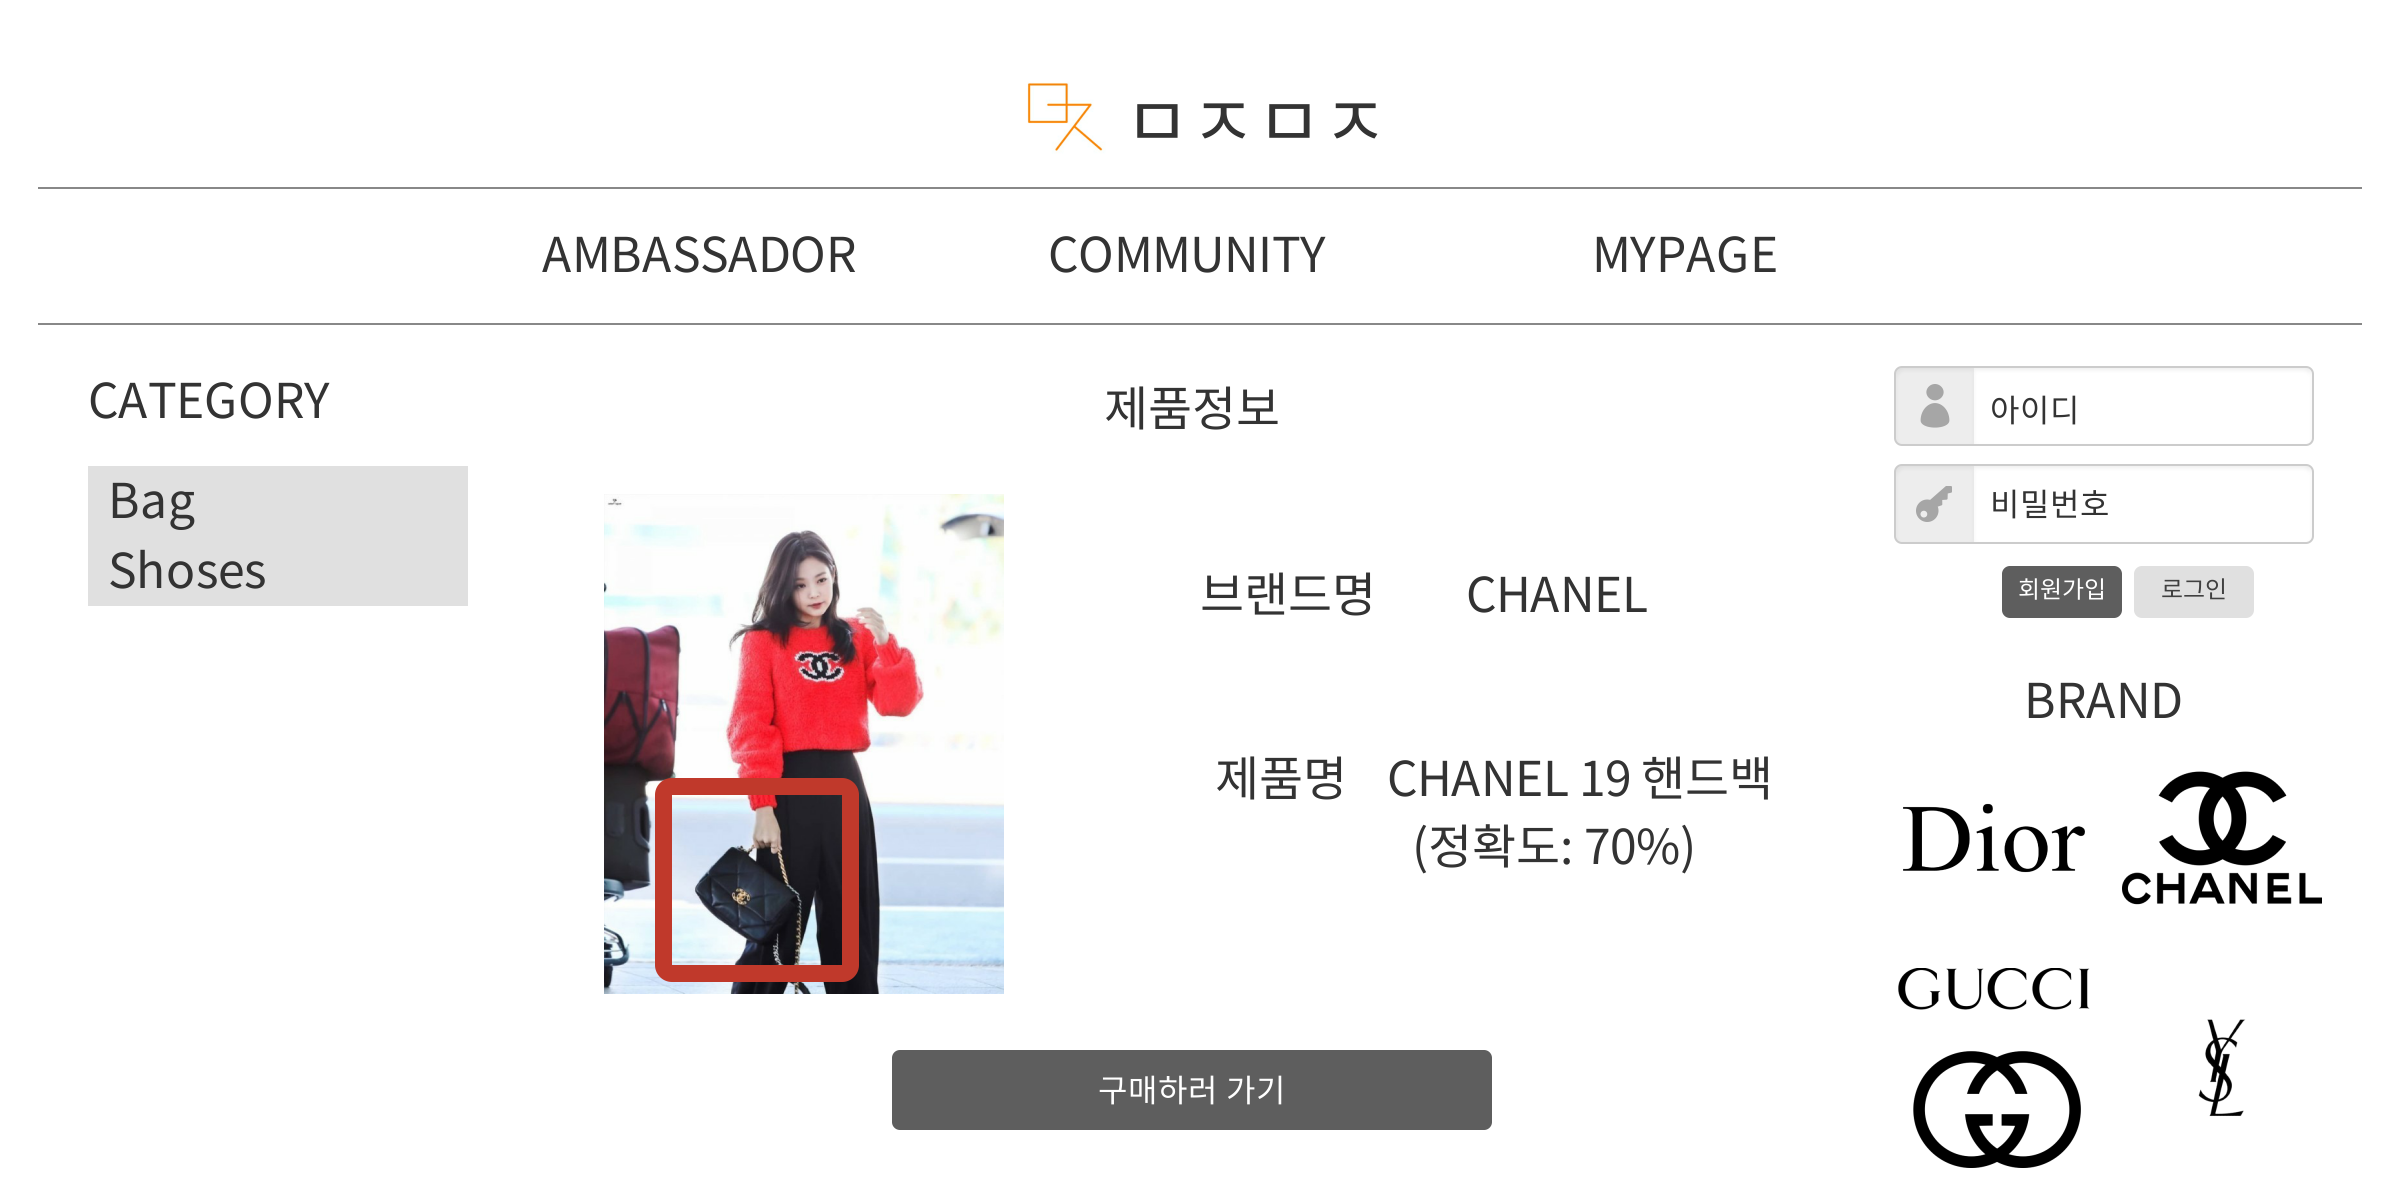 ㅁㅈㅁㅈ
AMBASSADOR COMMUNITY MYPAGE
CATEGORY
Bag
Shoses
제품정보
브랜드명 CHANEL
제품명 CHANEL 19 핸드백
(정확도: 70%)
구매하러 가기
아이디
비밀번호
회원가입 로그인
BRAND
Dior
CHANEL
GUCCI
YSL